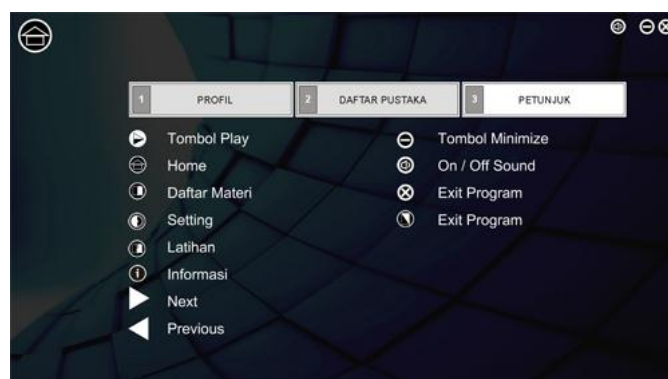 1 PROFIL
2 DAFTAR PUSTAKA
3 PETUNJUK
Tombol Play
Home
Daftar Materi
Setting
Latihan
Informasi
Next
Previous
Tombol Minimize
On / Off Sound
Exit Program
Exit Program